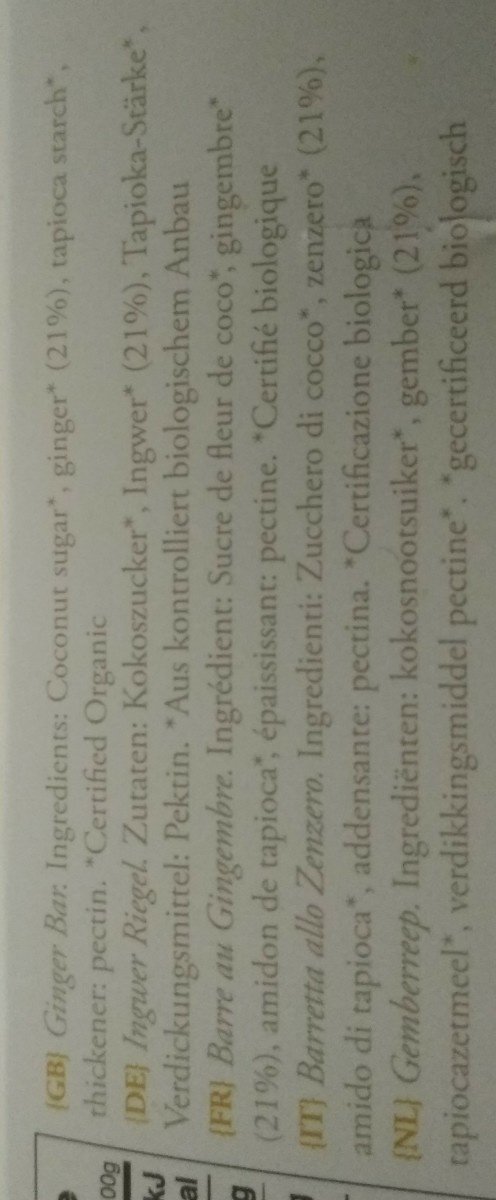 {GB} Ginger Bar. Ingredients: Coconut sugar*, ginger* (21%), tapioca starch*,
thickener: pectin. *Certified Organic
{DE} Ingwer Riegel. Zutaten: Kokoszucker*, Ingwer* (21%), Tapioka-Stärke*,
Verdickungsmittel: Pektin. *Aus kontrolliert biologischem Anbau
{FR} Barre au Gingembre. Ingrédient: Sucre de fleur de coco*, gingembre*
(21%), amidon de tapioca*, épaississant: pectine. *Certifié biologique
{IT} Barretta allo Zenzero. Ingredienti: Zucchero di cocco*, zenzero* (21%),
amido di tapioca*, addensante: pectina. *Certificazione biologica
{NL} Gemberreep. Ingrediënten: kokosnootsuiker*, gember* (21%),
tapiocazetmeel*, verdikkingsmiddel pectine*. *gecertificeerd biologisch
00g
kJ
al
g